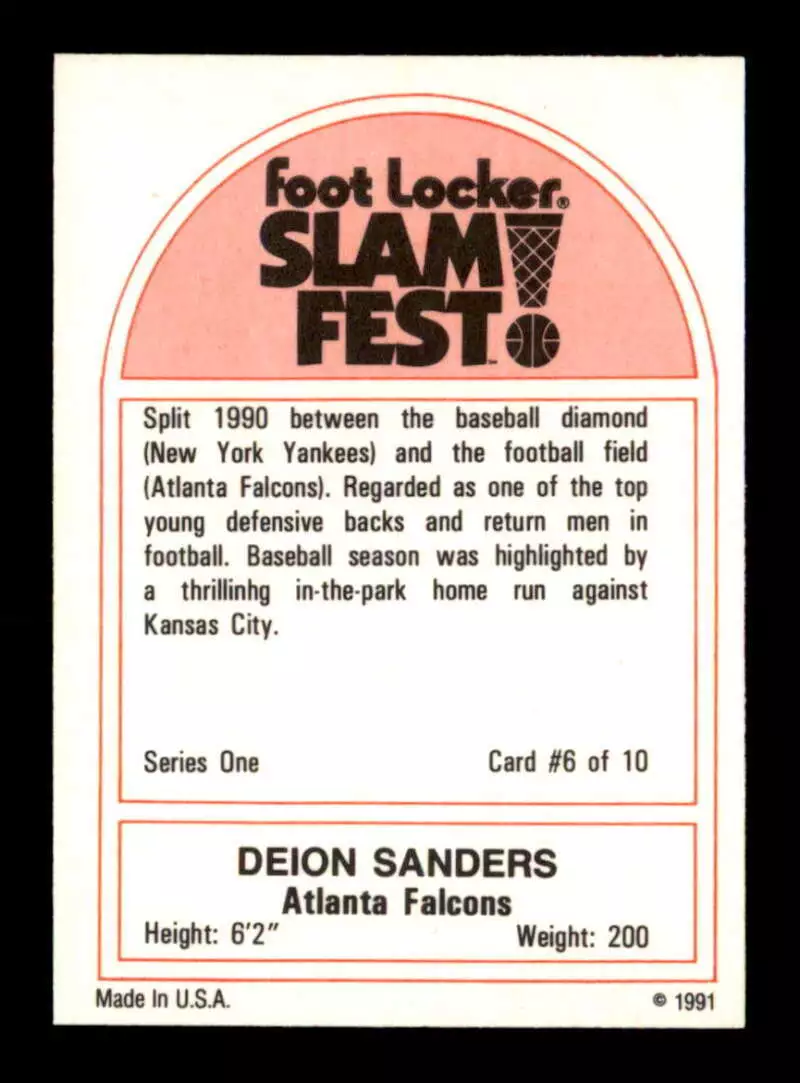 foot Locker®
SLAM
FEST™
Split 1990 between the baseball diamond
(New York Yankees) and the football field
(Atlanta Falcons). Regarded as one of the top
young defensive backs and return men in
football. Baseball season was highlighted by
a thrillinhg in-the-park home run against
Kansas City.
Series One Card #6 of 10
DEION SANDERS
Atlanta Falcons
Height: 6'2" Weight: 200
Made In U.S.A. © 1991